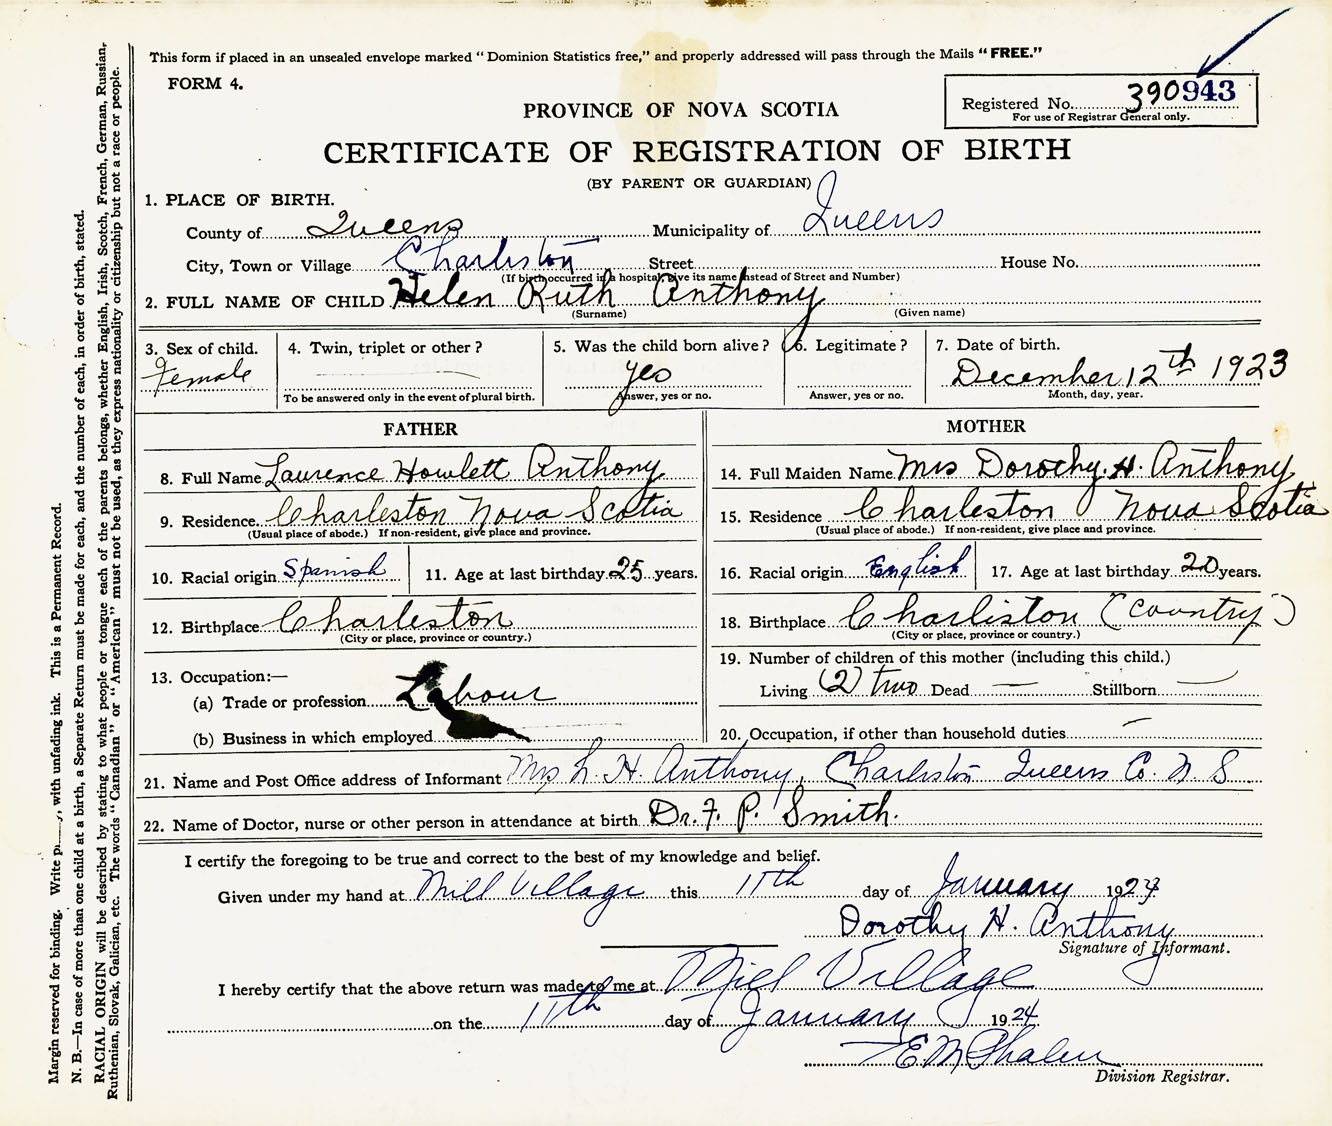 This form if placed in an unsealed envelope marked "Dominion Statistics free," and properly addressed will pass through the Mails "FREE."
FORM 4.
Registered No. 390943
For use of Registrar General only.
PROVINCE OF NOVA SCOTIA
CERTIFICATE OF REGISTRATION OF BIRTH
(BY PARENT OR GUARDIAN)
1. PLACE OF BIRTH.
County of Queens Municipality of Queens
City, Town or Village Charleston Street House No.
(If birth occurred in a hospital, give its name instead of Street and Number)
2. FULL NAME OF CHILD Helen Ruth Anthony
(Surname) (Given name)
3. Sex of child. Female
4. Twin, triplet or other?
To be answered only in the event of plural birth.
5. Was the child born alive? yes
Answer, yes or no.
6. Legitimate?
Answer, yes or no.
7. Date of birth.
December 12th 1923
Month, day, year.
FATHER
8. Full Name Laurence Howlett Anthony
9. Residence Charleston Nova Scotia
(Usual place of abode.) If non-resident, give place and province.
10. Racial origin Spanish 11. Age at last birthday 25 years.
12. Birthplace Charleston
(City or place, province or country.)
13. Occupation:—
(a) Trade or profession Labour
(b) Business in which employed
MOTHER
14. Full Maiden Name Mrs Dorothy. H. Anthony
15. Residence Charleston Nova Scotia
(Usual place of abode.) If non-resident, give place and province.
16. Racial origin English 17. Age at last birthday 20 years.
18. Birthplace Charliston (Country)
(City or place, province or country.)
19. Number of children of this mother (including this child.)
Living (2) two Dead — Stillborn —
20. Occupation, if other than household duties —
21. Name and Post Office address of Informant Mrs L. H. Anthony, Charleston Queens Co. N S
22. Name of Doctor, nurse or other person in attendance at birth Dr. F. P. Smith.
I certify the foregoing to be true and correct to the best of my knowledge and belief.
Given under my hand at Mill Village this 11th day of January 1924
Dorothy H. Anthony
Signature of Informant.
I hereby certify that the above return was made to me at Mill Village
on the 11th day of January 1924
E M Phalen
Division Registrar.
Margin reserved for binding. Write , with unfading ink. This is a Permanent Record.
N. B.—In case of more than one child at a birth, a Separate Return must be made for each, and the number of each, in order of birth, stated.
RACIAL ORIGIN will be described by stating to what people or tongue each of the parents belongs, whether English, Irish, Scotch, French, German, Russian,
Ruthenian, Slovak, Galician, etc. The words "Canadian" or "American" must not be used, as they express nationality or citizenship but not a race or people.